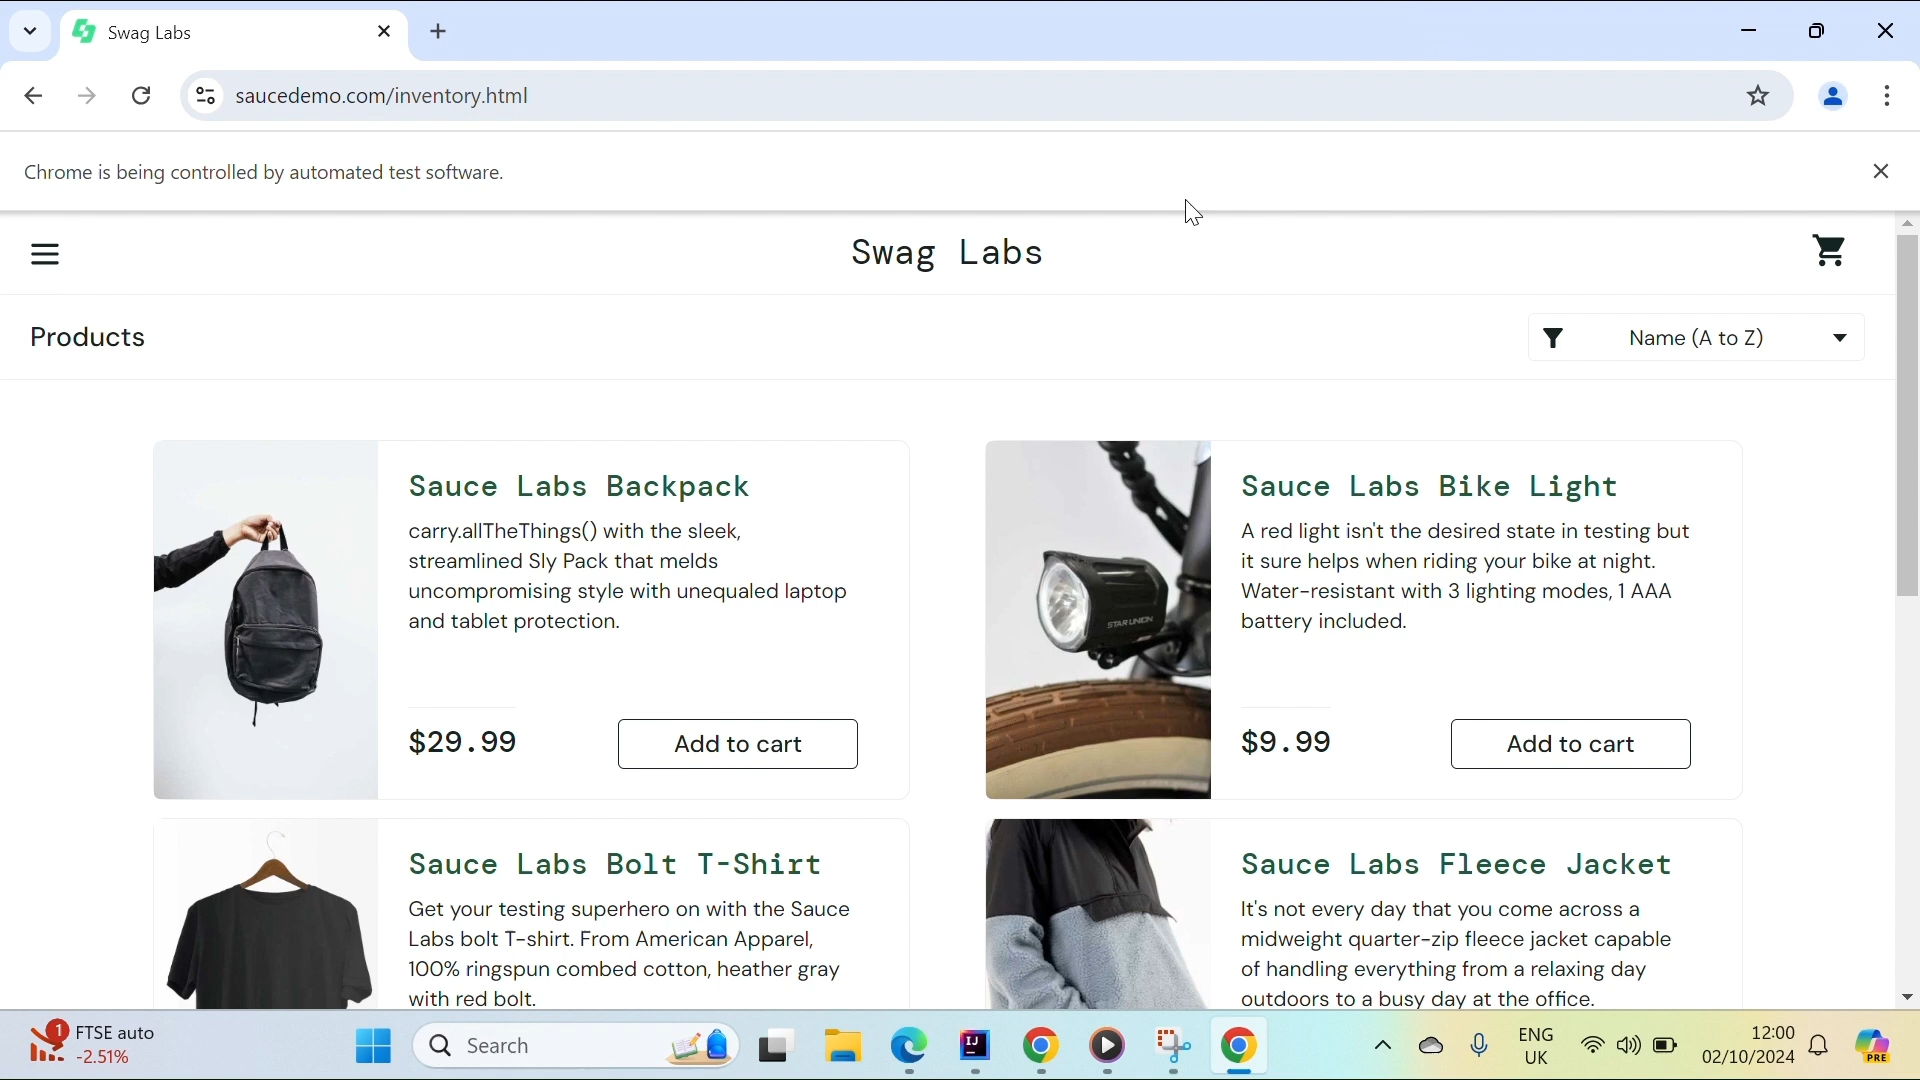 Swag Labs
saucedemo.com/inventory.html
Chrome is being controlled by automated test software.
Swag Labs
Products
Name (A to Z)
Sauce Labs Backpack
carry.allTheThings() with the sleek,
streamlined Sly Pack that melds
uncompromising style with unequaled laptop
and tablet protection.
$29.99
Add to cart
Sauce Labs Bike Light
A red light isn't the desired state in testing but
it sure helps when riding your bike at night.
Water-resistant with 3 lighting modes, 1 AAA
battery included.
STAR UNION
$9.99
Add to cart
Sauce Labs Bolt T-Shirt
Get your testing superhero on with the Sauce
Labs bolt T-shirt. From American Apparel,
100% ringspun combed cotton, heather gray
with red bolt.
Sauce Labs Fleece Jacket
It's not every day that you come across a
midweight quarter-zip fleece jacket capable
of handling everything from a relaxing day
outdoors to a busy day at the office.
1
FTSE auto
-2.51%
Search
IJ
ENG
UK
12:00
02/10/2024
PRE